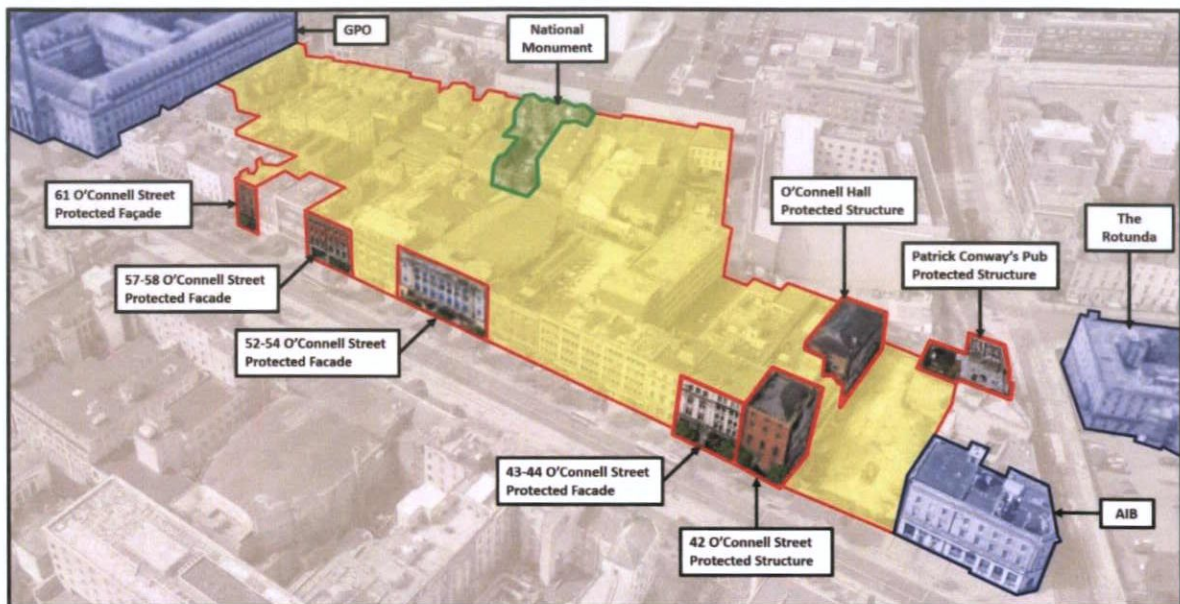 GPO
National
Monument
61 O'Connell Street
Protected Façade
O'Connell Hall
Protected Structure
The
Rotunda
Patrick Conway's Pub
Protected Structure
57-58 O'Connell Street
Protected Facade
52-54 O'Connell Street
Protected Facade
43-44 O'Connell Street
Protected Facade
42 O'Connell Street
Protected Structure
AIB